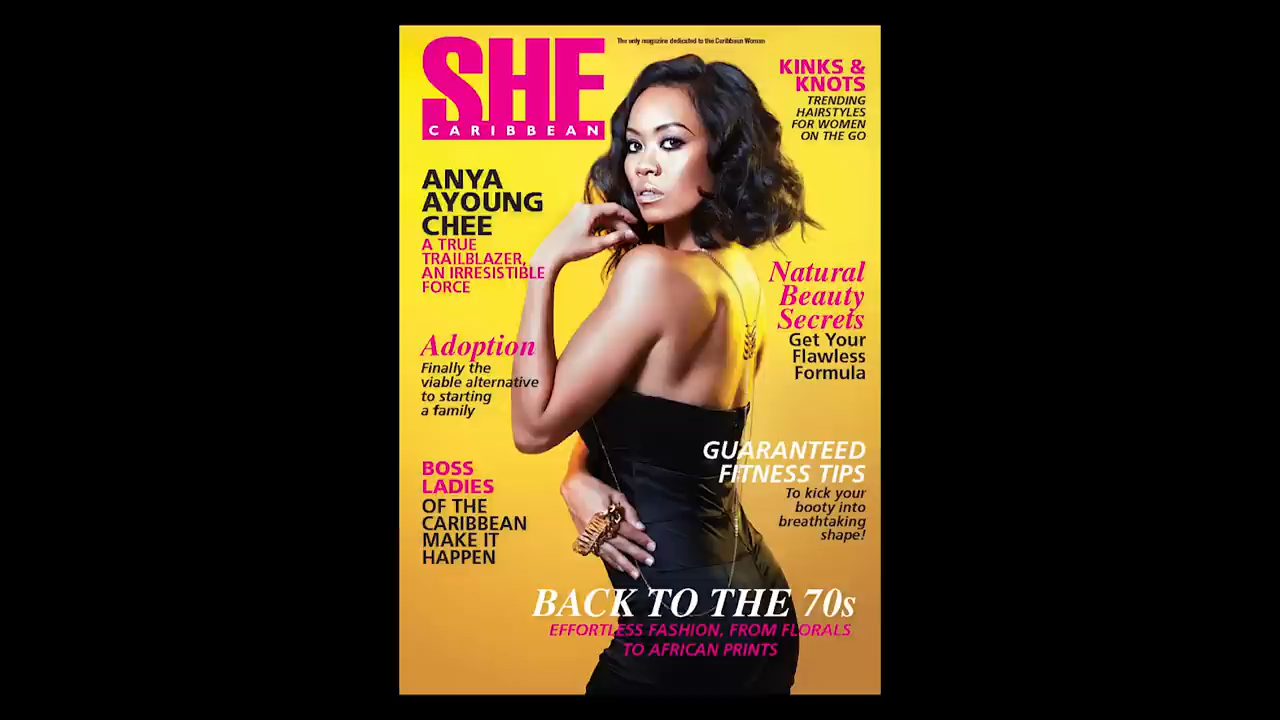 SHE
CARIBBEAN
The only magazine dedicated to the Caribbean Woman
KINKS &
KNOTS
TRENDING
HAIRSTYLES
FOR WOMEN
ON THE GO
ANYA
AYOUNG
CHEE
A TRUE
TRAILBLAZER,
AN IRRESISTIBLE
FORCE
Natural
Beauty
Secrets
Get Your
Flawless
Formula
Adoption
Finally the
viable alternative
to starting
a family
GUARANTEED
FITNESS TIPS
To kick your
booty into
breathtaking
shape!
BOSS
LADIES
OF THE
CARIBBEAN
MAKE IT
HAPPEN
BACK TO THE 70s
EFFORTLESS FASHION, FROM FLORALS
TO AFRICAN PRINTS